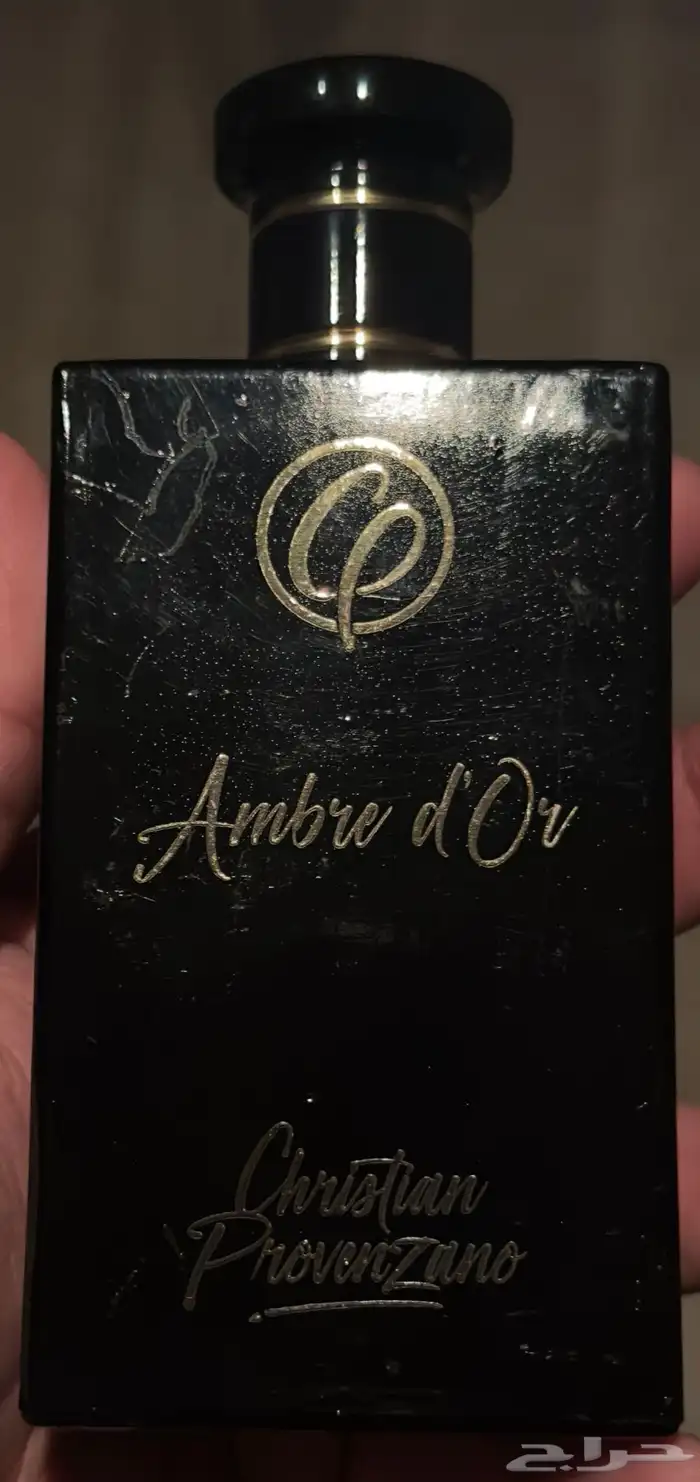 CP
Ambre d'Or
Christian
Provenzano
حراج